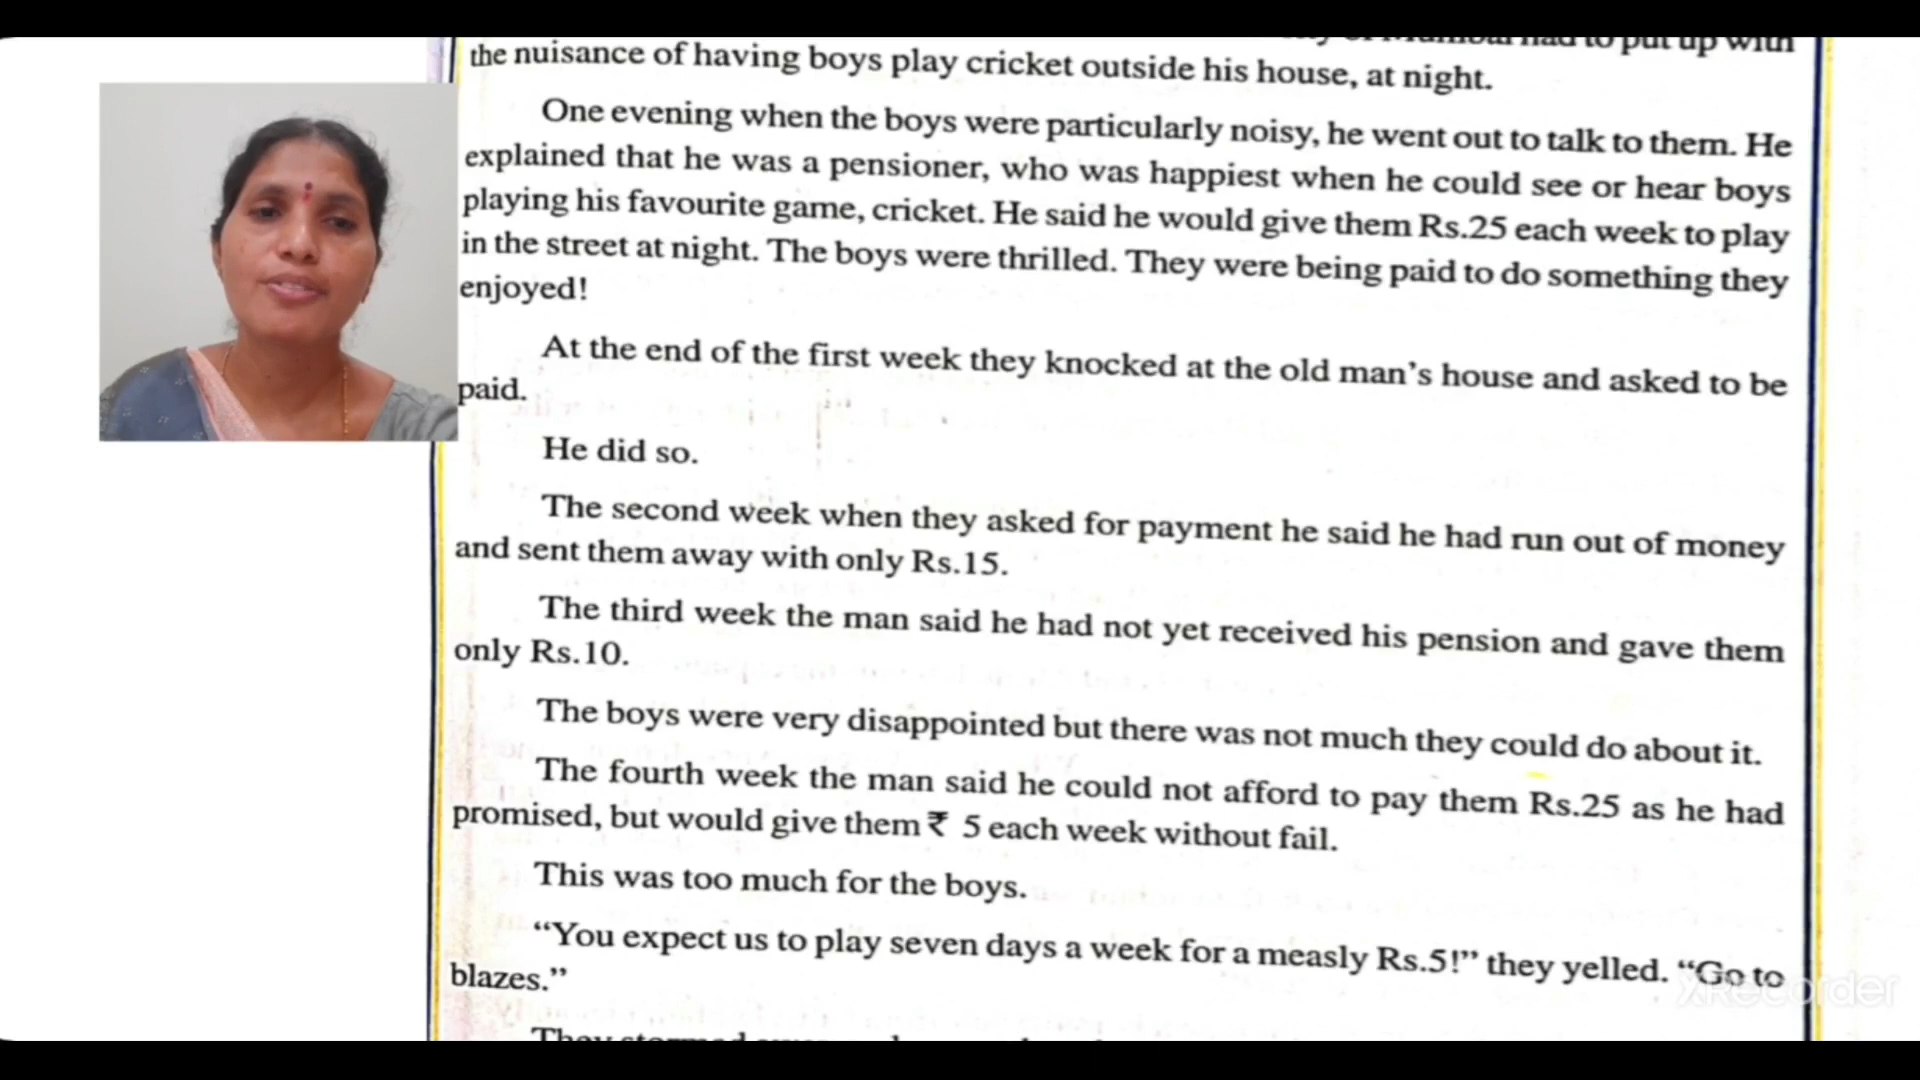 Mumbai had to put up with
the nuisance of having boys play cricket outside his house, at night.
One evening when the boys were particularly noisy, he went out to talk to them. He
explained that he was a pensioner, who was happiest when he could see or hear boys
playing his favourite game, cricket. He said he would give them Rs.25 each week to play
in the street at night. The boys were thrilled. They were being paid to do something they
enjoyed!
At the end of the first week they knocked at the old man’s house and asked to be
paid.
He did so.
The second week when they asked for payment he said he had run out of money
and sent them away with only Rs.15.
The third week the man said he had not yet received his pension and gave them
only Rs.10.
The boys were very disappointed but there was not much they could do about it.
The fourth week the man said he could not afford to pay them Rs.25 as he had
promised, but would give them ₹ 5 each week without fail.
This was too much for the boys.
“You expect us to play seven days a week for a measly Rs.5!” they yelled. “Go to
blazes.”
They stormed
XRecorder